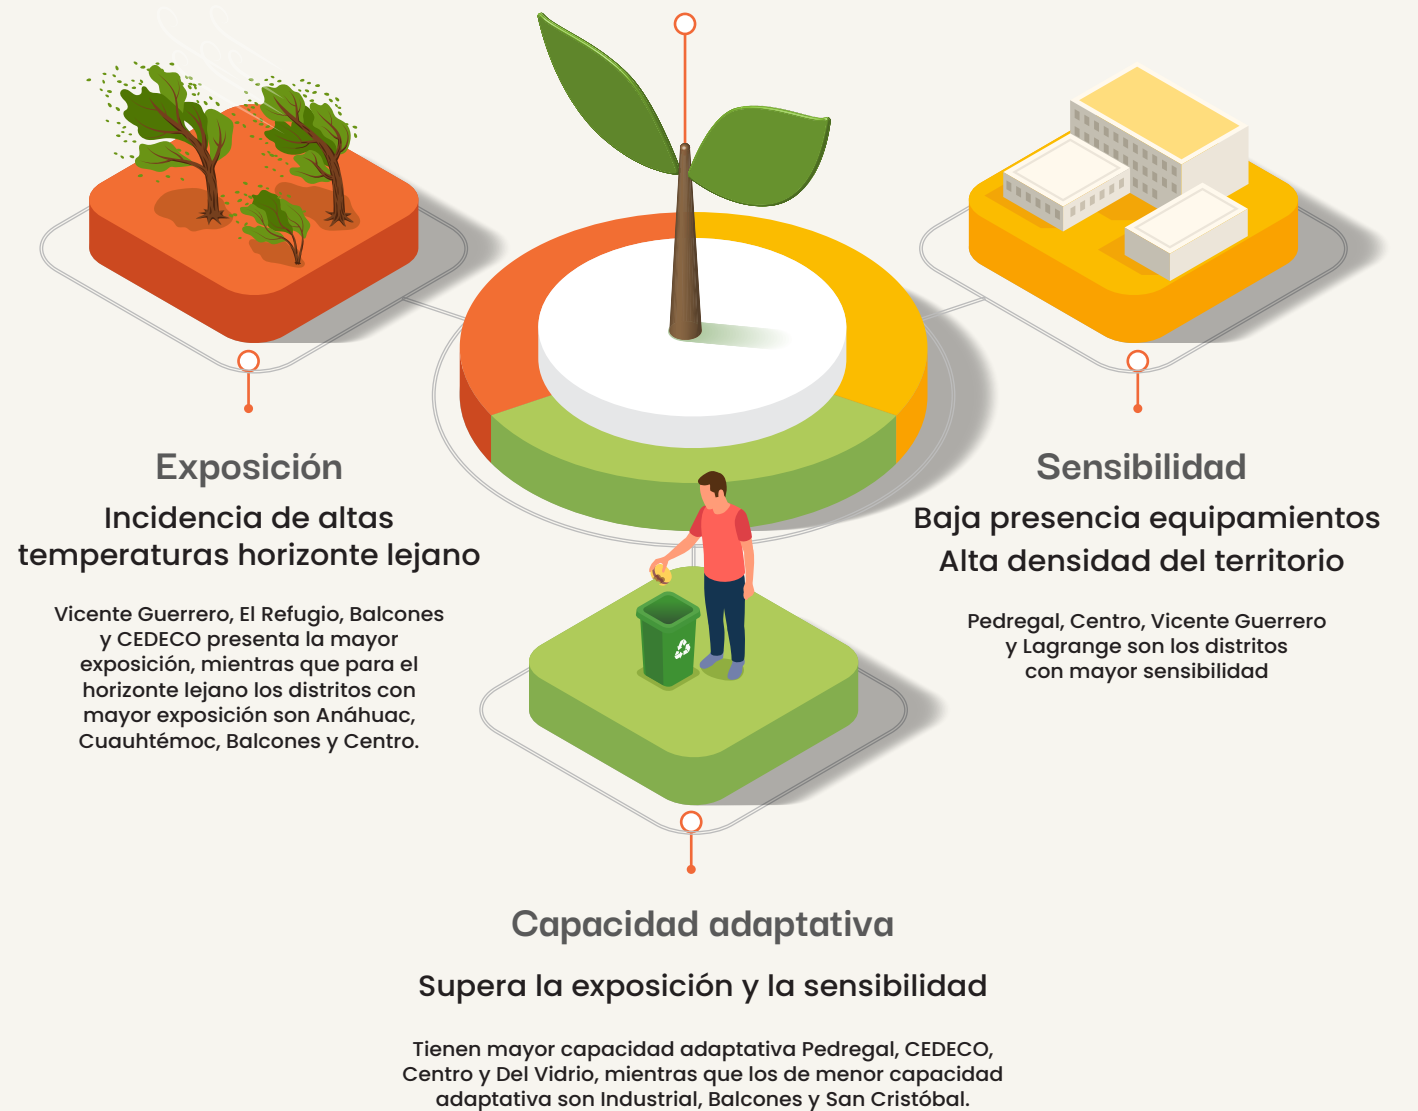 Exposición
Incidencia de altas
temperaturas horizonte lejano
Vicente Guerrero, El Refugio, Balcones
y CEDECO presenta la mayor
exposición, mientras que para el
horizonte lejano los distritos con
mayor exposición son Anáhuac,
Cuauhtémoc, Balcones y Centro.
Sensibilidad
Baja presencia equipamientos
Alta densidad del territorio
Pedregal, Centro, Vicente Guerrero
y Lagrange son los distritos
con mayor sensibilidad
Capacidad adaptativa
Supera la exposición y la sensibilidad
Tienen mayor capacidad adaptativa Pedregal, CEDECO,
Centro y Del Vidrio, mientras que los de menor capacidad
adaptativa son Industrial, Balcones y San Cristóbal.